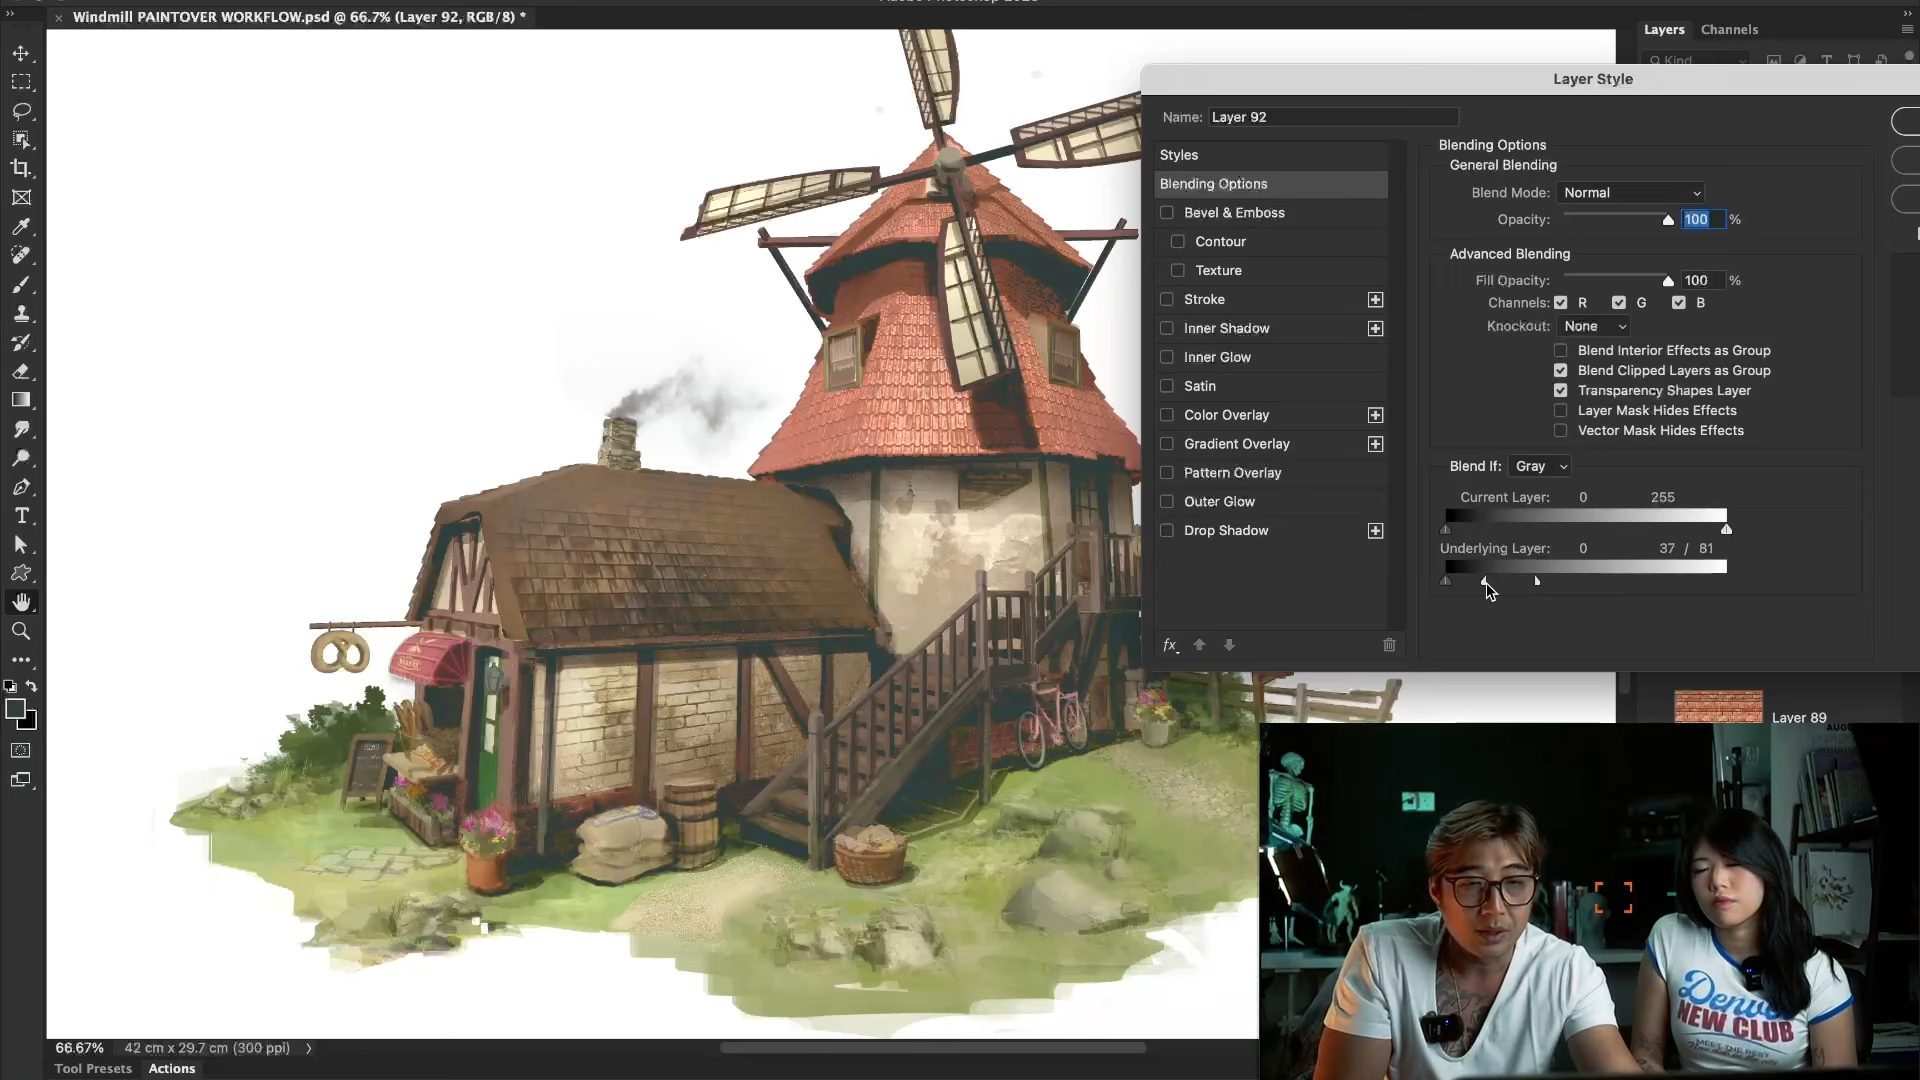 Windmill PAINTOVER WORKFLOW.psd @ 66.7% (Layer 92, RGB/8) *
Layers
Channels
Kind
Layer Style
Name: Layer 92
Styles
Blending Options
Bevel & Emboss
Contour
Texture
Stroke
Inner Shadow
Inner Glow
Satin
Color Overlay
Gradient Overlay
Pattern Overlay
Outer Glow
Drop Shadow
fx
Blending Options
General Blending
Blend Mode: Normal
Opacity: 100 %
Advanced Blending
Fill Opacity: 100 %
Channels: R G B
Knockout: None
Blend Interior Effects as Group
Blend Clipped Layers as Group
Transparency Shapes Layer
Layer Mask Hides Effects
Vector Mask Hides Effects
Blend If: Gray
Current Layer: 0 255
Underlying Layer: 0 37 / 81
Layer 89
BAKERY
NEW CLUB
66.67% 42 cm x 29.7 cm (300 ppi)
Tool Presets
Actions